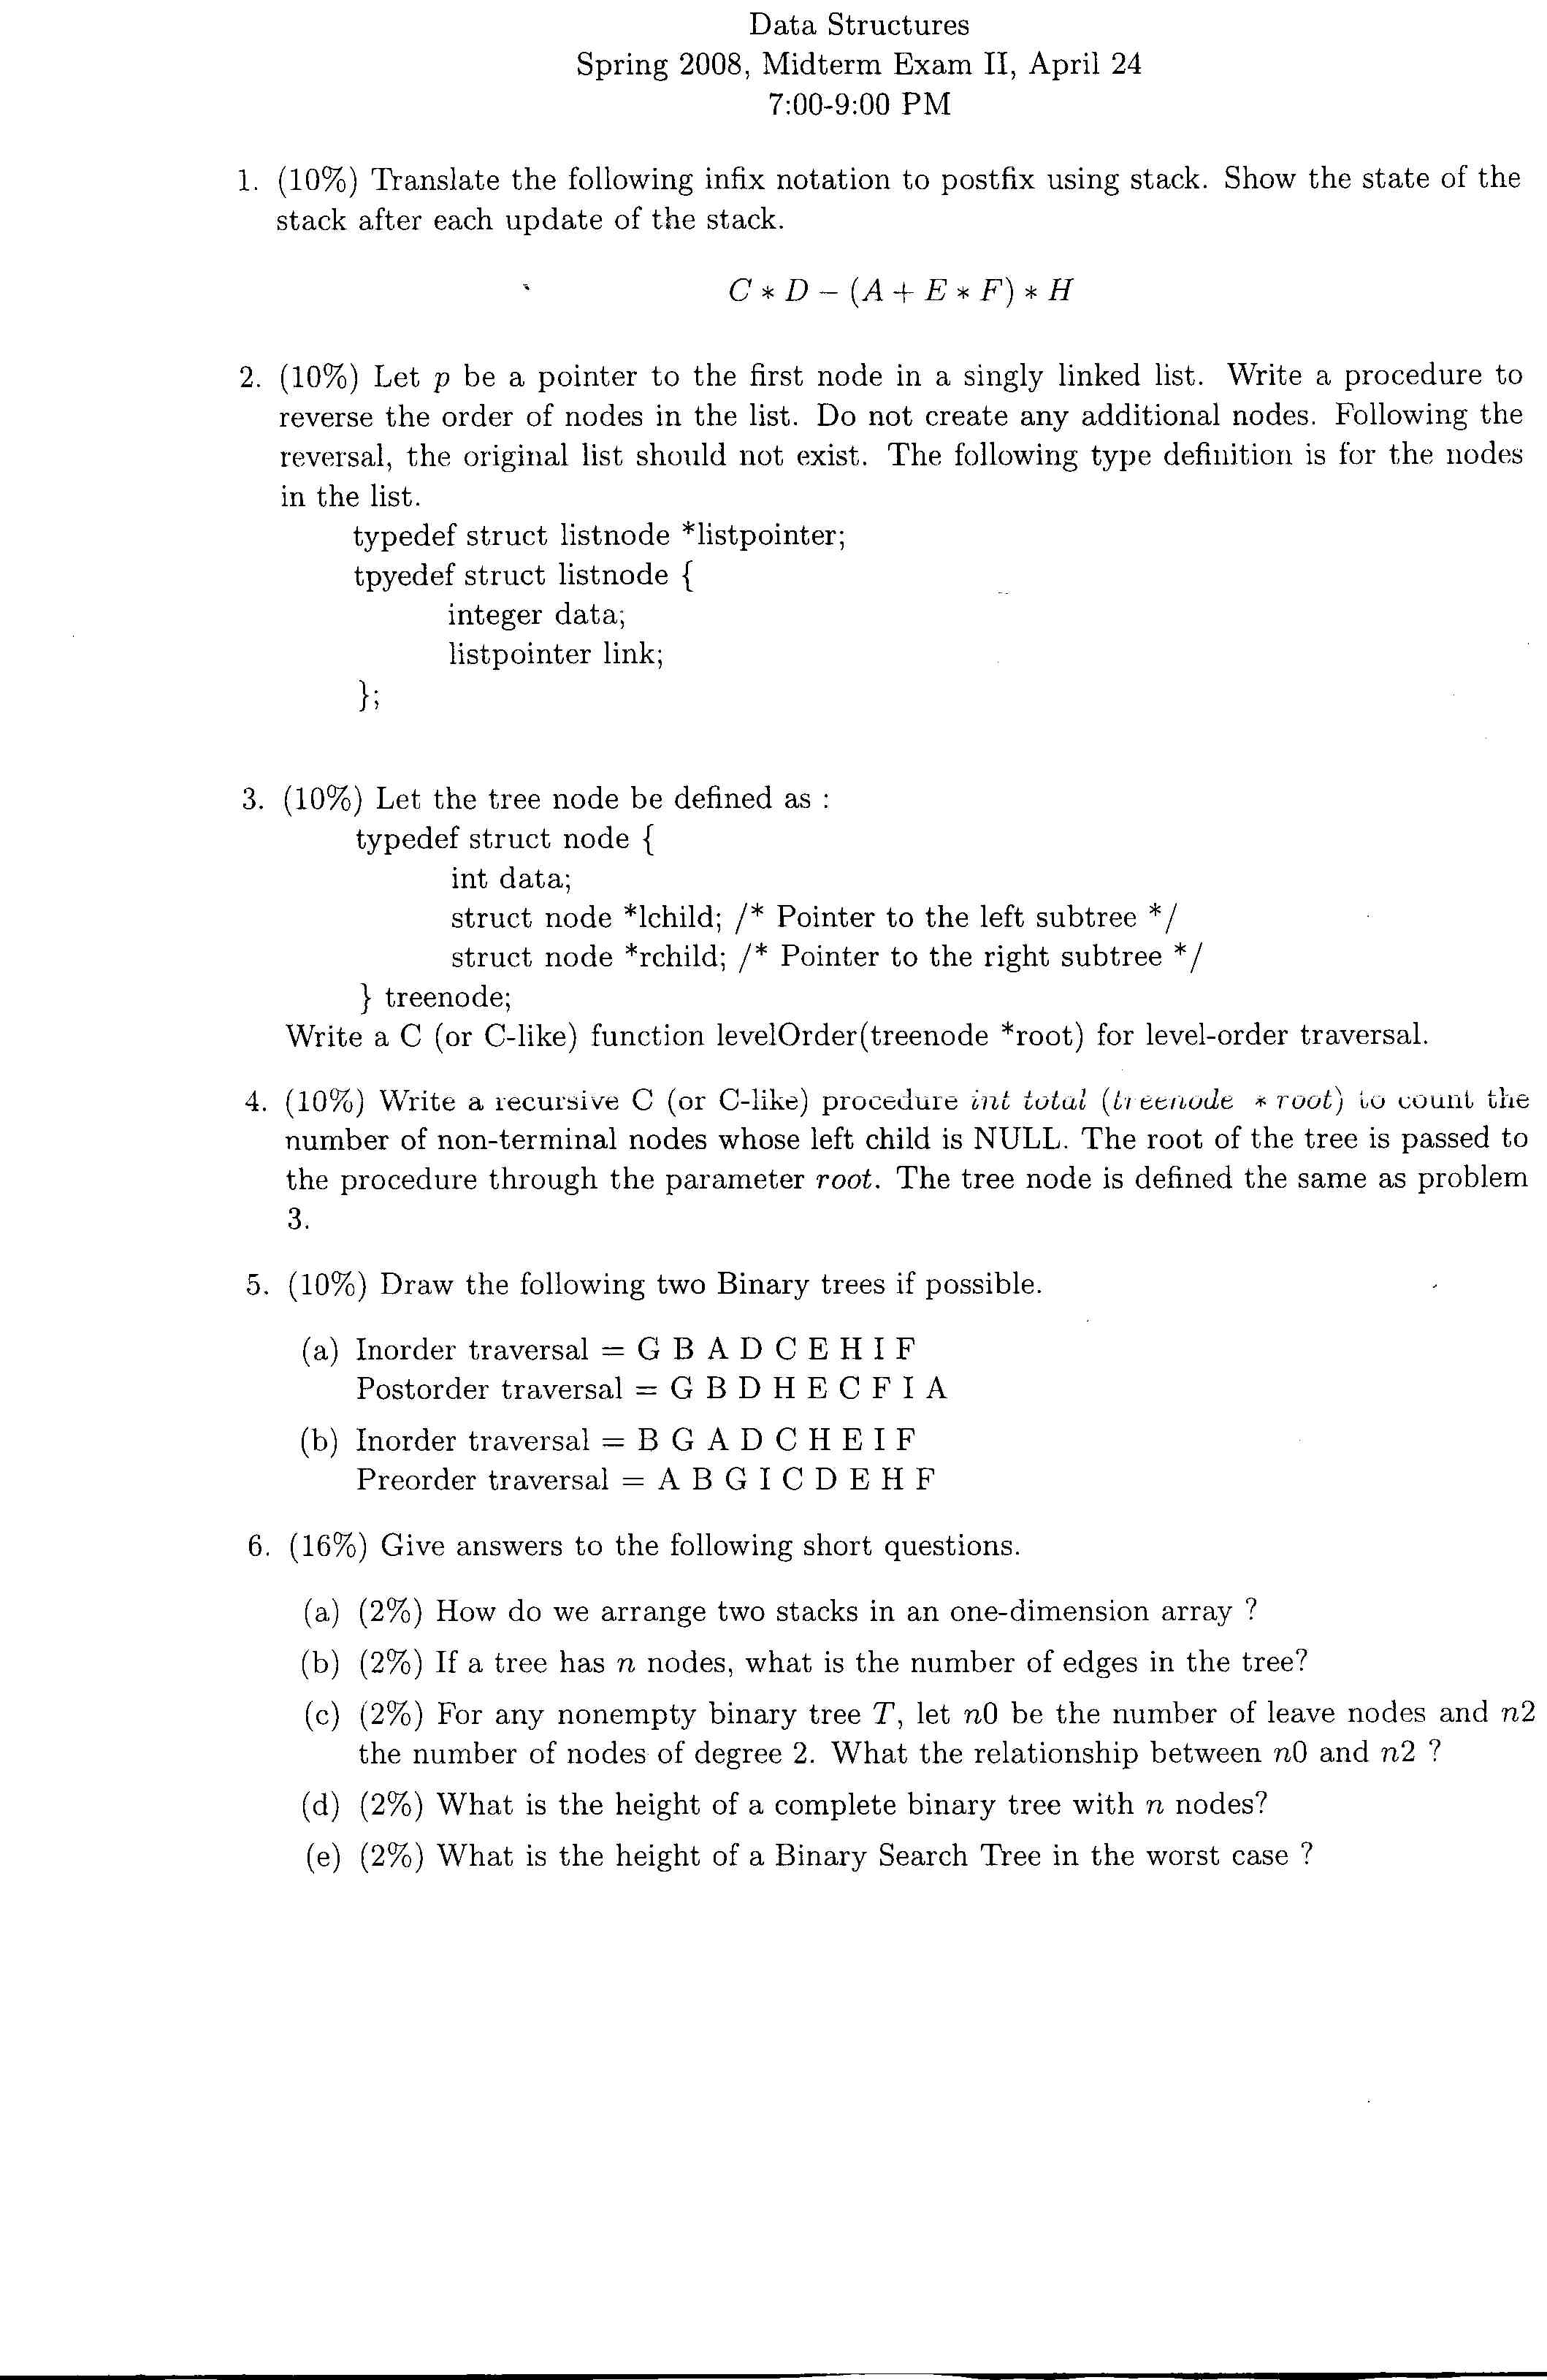 Data Structures
Spring 2008, Midterm Exam II, April 24
7:00-9:00 PM
1. (10%) Translate the following infix notation to postfix using stack. Show the state of the
stack after each update of the stack.
C * D − (A + E * F) * H
2. (10%) Let p be a pointer to the first node in a singly linked list. Write a procedure to
reverse the order of nodes in the list. Do not create any additional nodes. Following the
reversal, the original list should not exist. The following type definition is for the nodes
in the list.
typedef struct listnode *listpointer;
tpyedef struct listnode {
integer data;
listpointer link;
};
3. (10%) Let the tree node be defined as :
typedef struct node {
int data;
struct node *lchild; /* Pointer to the left subtree */
struct node *rchild; /* Pointer to the right subtree */
} treenode;
Write a C (or C-like) function levelOrder(treenode *root) for level-order traversal.
4. (10%) Write a recursive C (or C-like) procedure int total (treenode * root) to count the
number of non-terminal nodes whose left child is NULL. The root of the tree is passed to
the procedure through the parameter root. The tree node is defined the same as problem
3.
5. (10%) Draw the following two Binary trees if possible.
(a) Inorder traversal = G B A D C E H I F
Postorder traversal = G B D H E C F I A
(b) Inorder traversal = B G A D C H E I F
Preorder traversal = A B G I C D E H F
6. (16%) Give answers to the following short questions.
(a) (2%) How do we arrange two stacks in an one-dimension array ?
(b) (2%) If a tree has n nodes, what is the number of edges in the tree?
(c) (2%) For any nonempty binary tree T, let n0 be the number of leave nodes and n2
the number of nodes of degree 2. What the relationship between n0 and n2 ?
(d) (2%) What is the height of a complete binary tree with n nodes?
(e) (2%) What is the height of a Binary Search Tree in the worst case ?